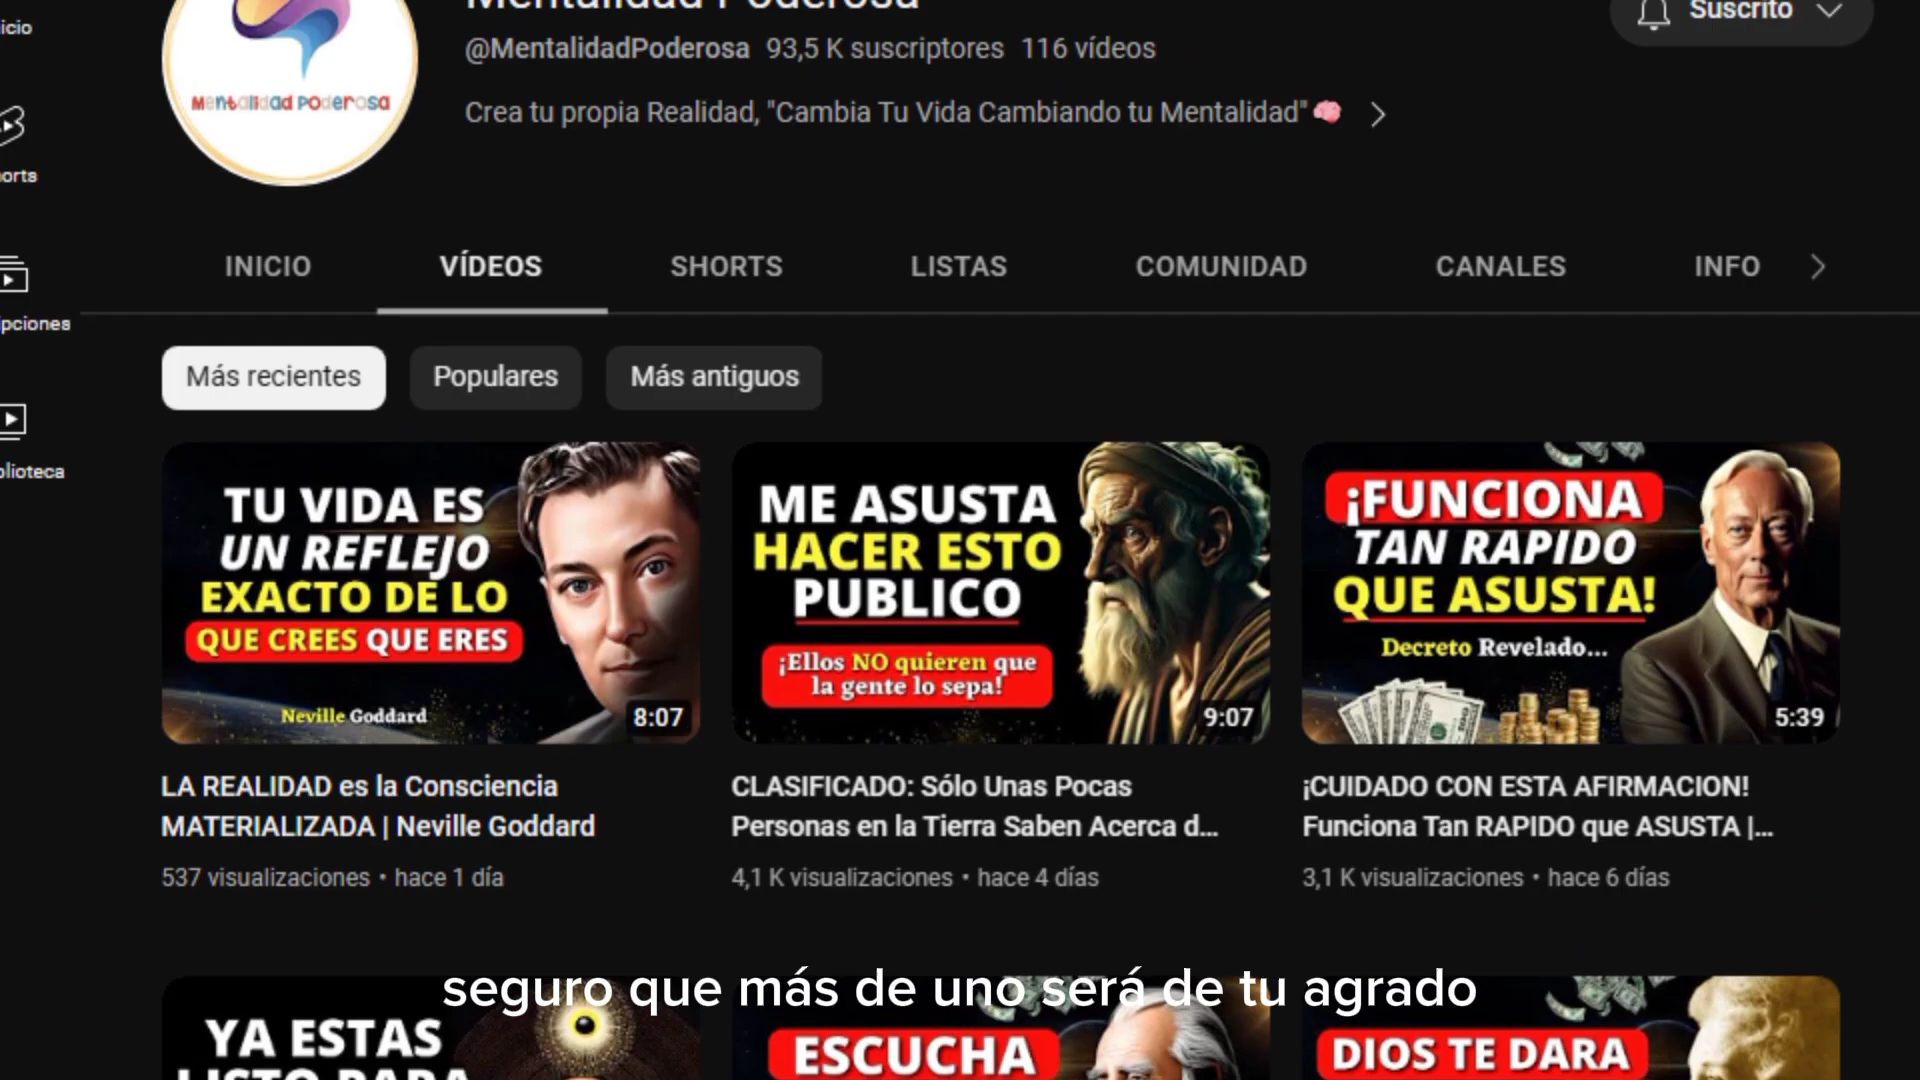 Mentalidad Poderosa
Suscrito
@MentalidadPoderosa 93,5 K suscriptores 116 vídeos
Crea tu propia Realidad, "Cambia Tu Vida Cambiando tu Mentalidad"🧠
Mentalidad Poderosa
icio
orts
ipciones
blioteca
INICIO VÍDEOS SHORTS LISTAS COMUNIDAD CANALES INFO
Más recientes Populares Más antiguos
TU VIDA ES
UN REFLEJO
EXACTO DE LO
QUE CREES QUE ERES
Neville Goddard
8:07
LA REALIDAD es la Consciencia
MATERIALIZADA | Neville Goddard
537 visualizaciones • hace 1 día
ME ASUSTA
HACER ESTO
PUBLICO
¡Ellos NO quieren que
la gente lo sepa!
9:07
CLASIFICADO: Sólo Unas Pocas
Personas en la Tierra Saben Acerca d...
4,1 K visualizaciones • hace 4 días
¡FUNCIONA
TAN RAPIDO
QUE ASUSTA!
Decreto Revelado...
5:39
¡CUIDADO CON ESTA AFIRMACION!
Funciona Tan RAPIDO que ASUSTA |...
3,1 K visualizaciones • hace 6 días
seguro que más de uno será de tu agrado
YA ESTAS
LISTO PARA
ESCUCHA
DIOS TE DARA